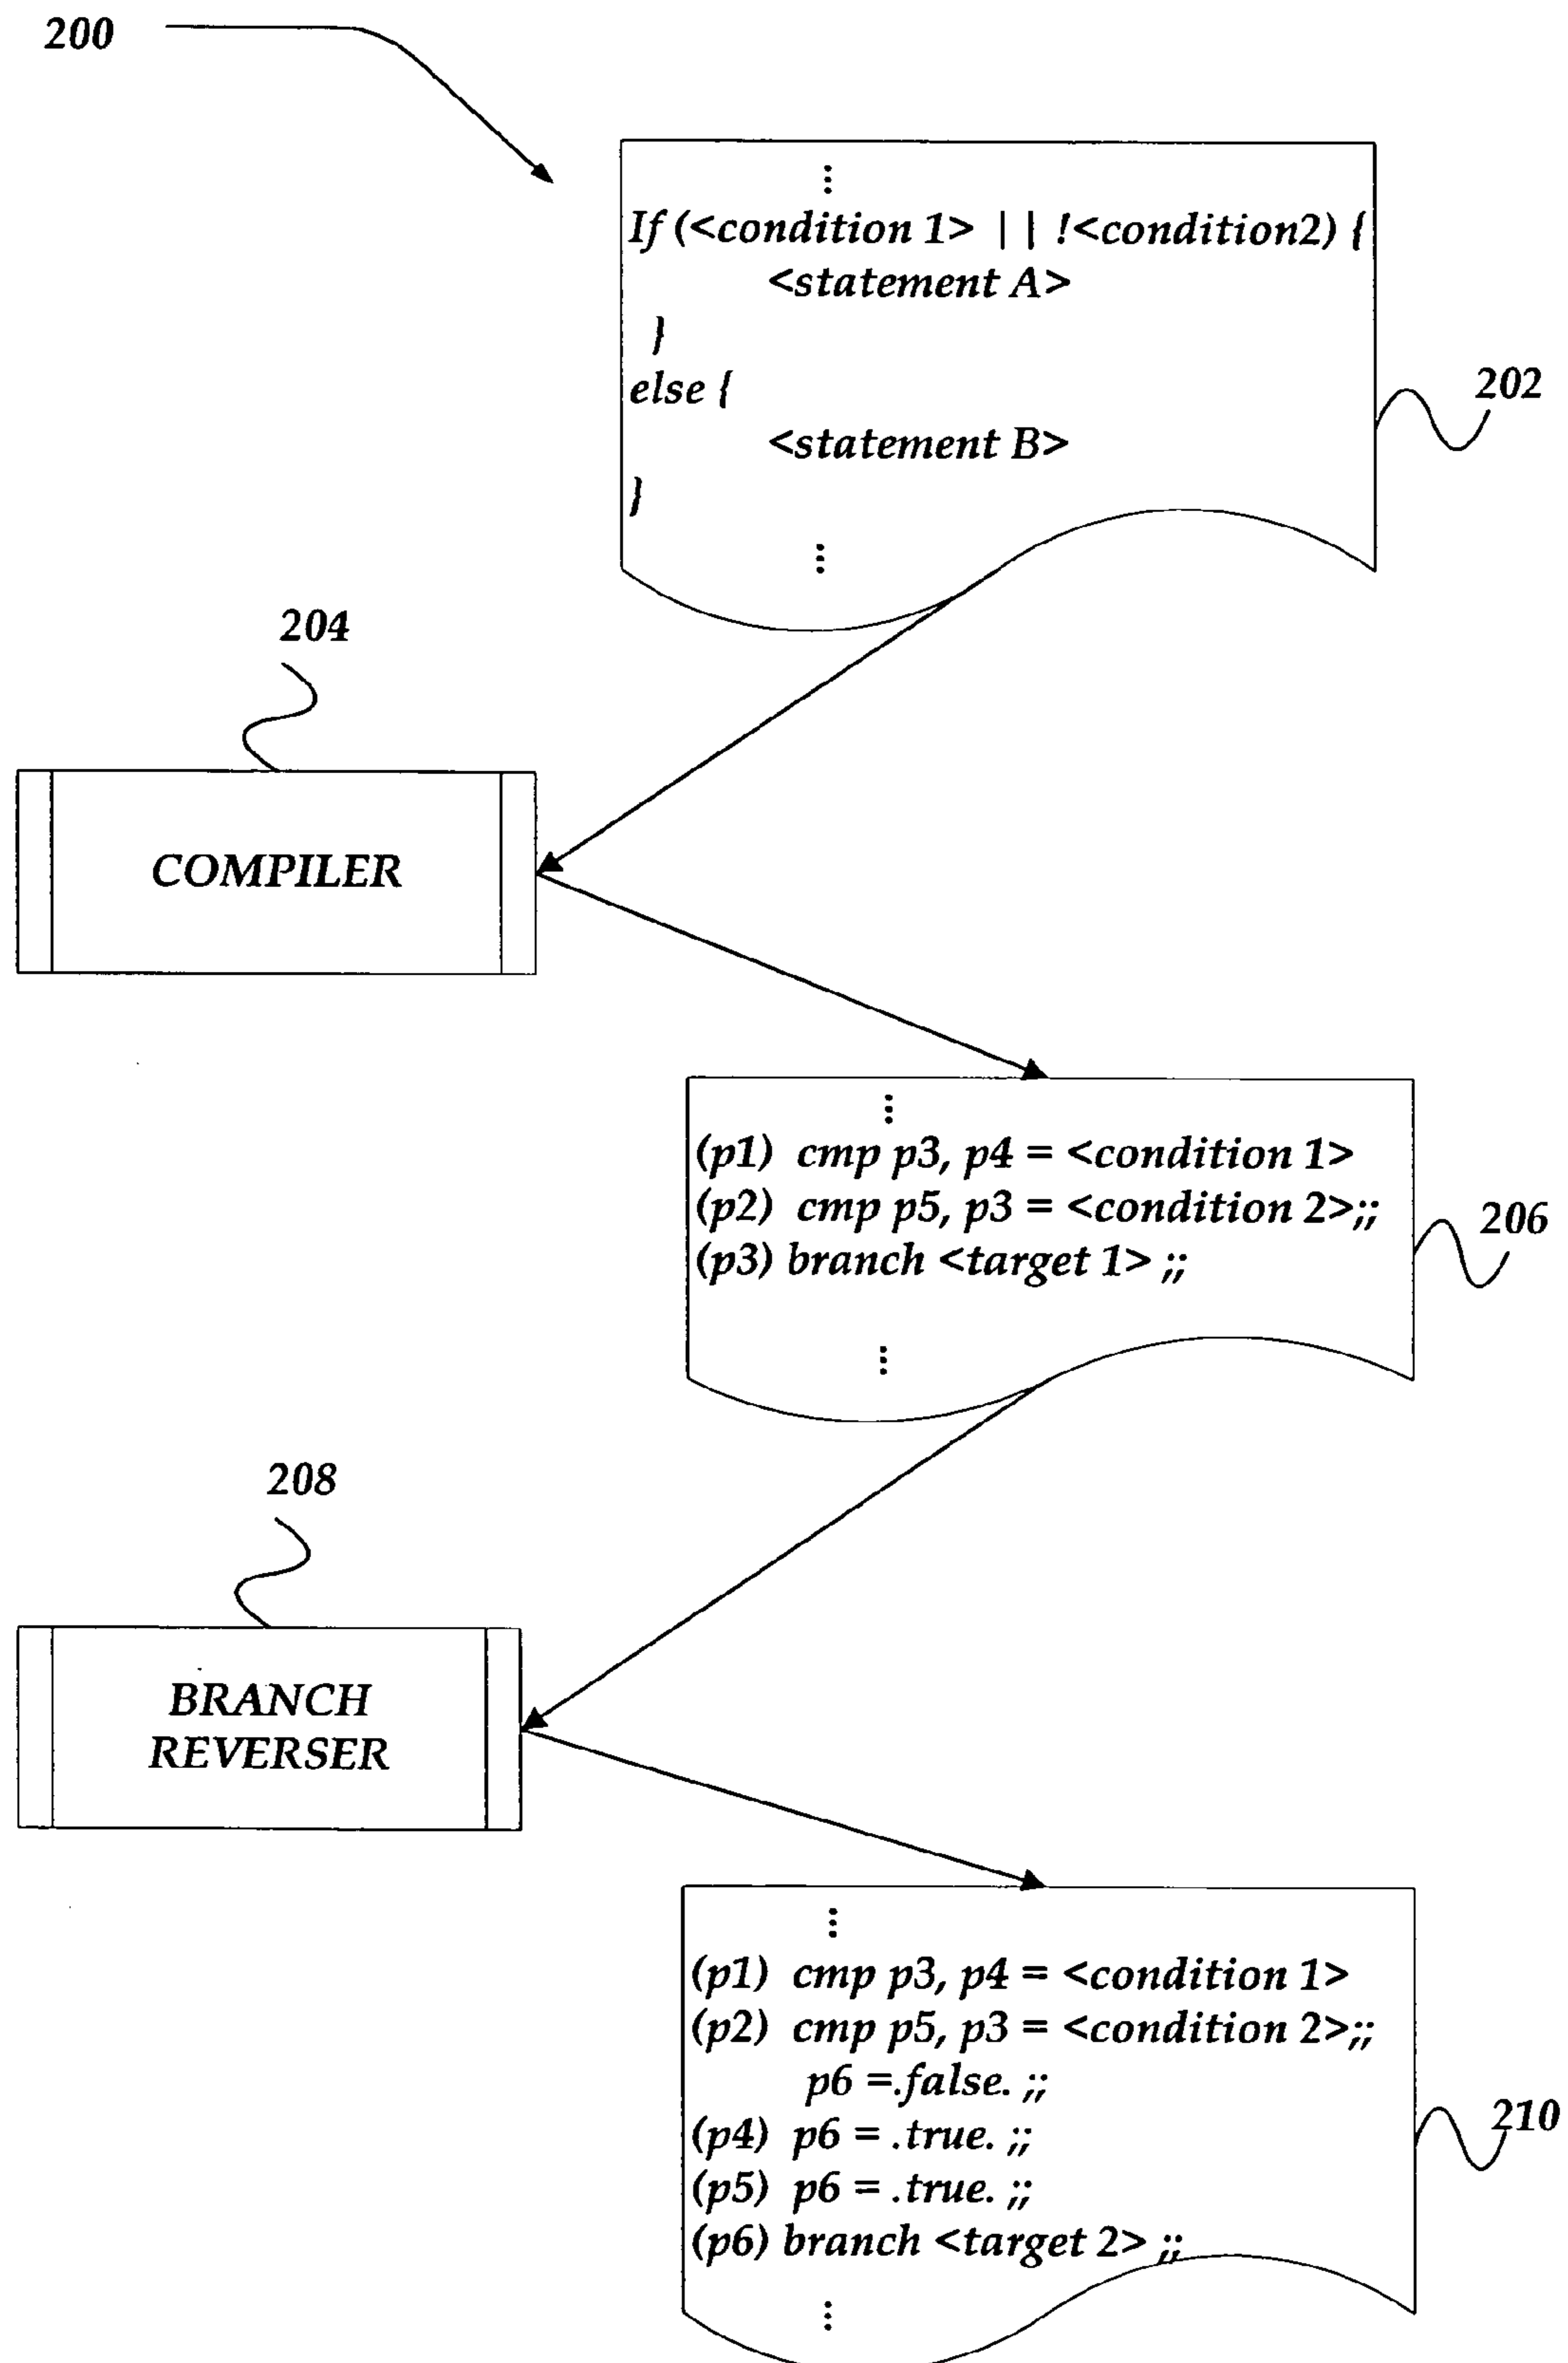 200
⋮
If (<condition 1> || !<condition2) {
<statement A>
}
else {
<statement B>
}
⋮
202
204
COMPILER
⋮
(p1) cmp p3, p4 = <condition 1>
(p2) cmp p5, p3 = <condition 2>;;
(p3) branch <target 1> ;;
⋮
206
208
BRANCH
REVERSER
⋮
(p1) cmp p3, p4 = <condition 1>
(p2) cmp p5, p3 = <condition 2>;;
p6 =.false. ;;
(p4) p6 = .true. ;;
(p5) p6 = .true. ;;
(p6) branch <target 2> ;;
⋮
210